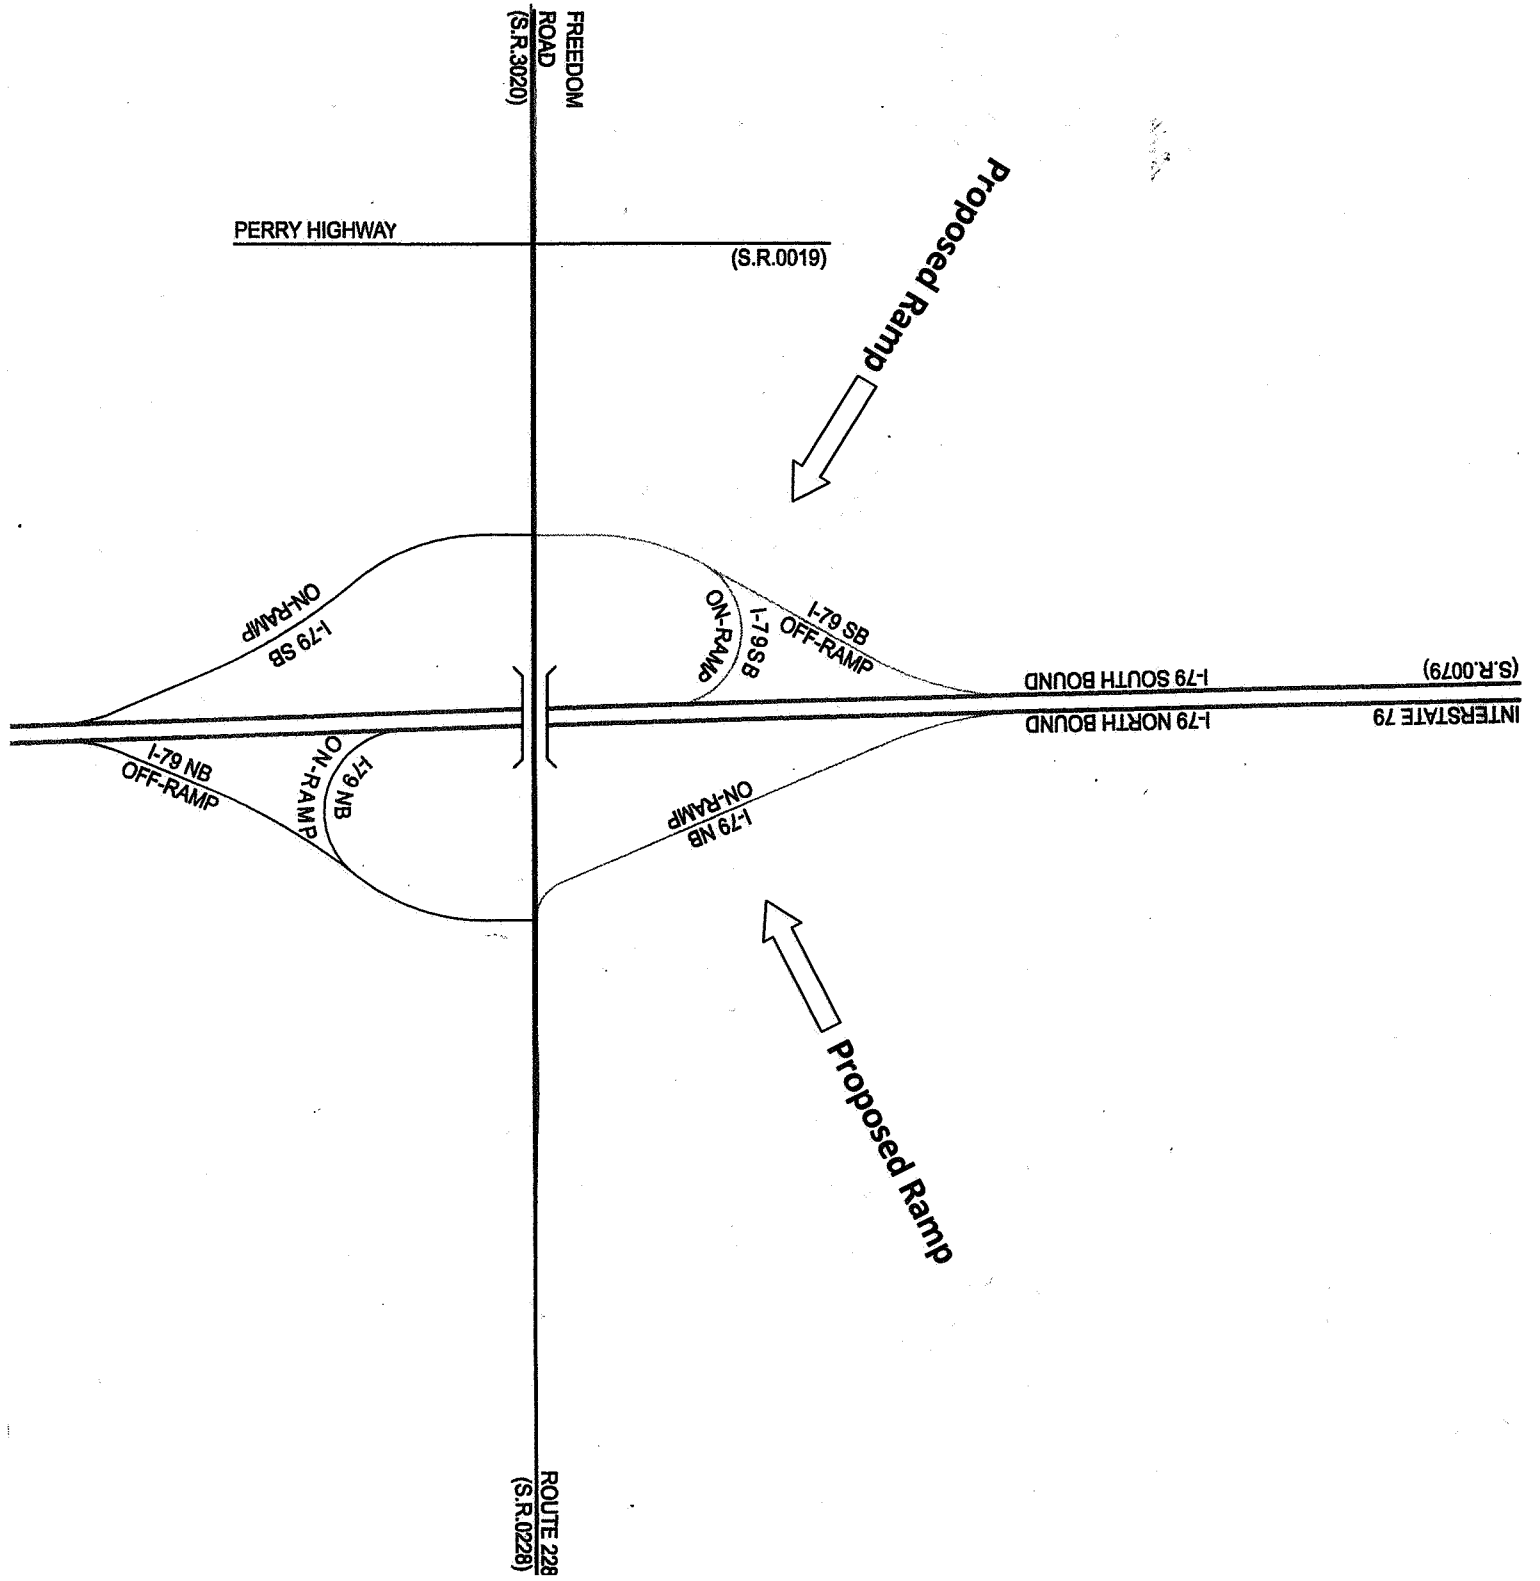 FREEDOM
ROAD
(S.R.3020)
PERRY HIGHWAY
(S.R.0019)
Proposed Ramp
ON-RAMP
I-79 SB
I-79SB
ON-RAMP
I-79 SB
OFF-RAMP
I-79 SOUTH BOUND
(S.R.0079)
I-79 NORTH BOUND
INTERSTATE 79
I-79 NB
OFF-RAMP
I-79 NB
ON-RAMP
ON-RAMP
I-79 NB
Proposed Ramp
ROUTE 228
(S.R.0228)